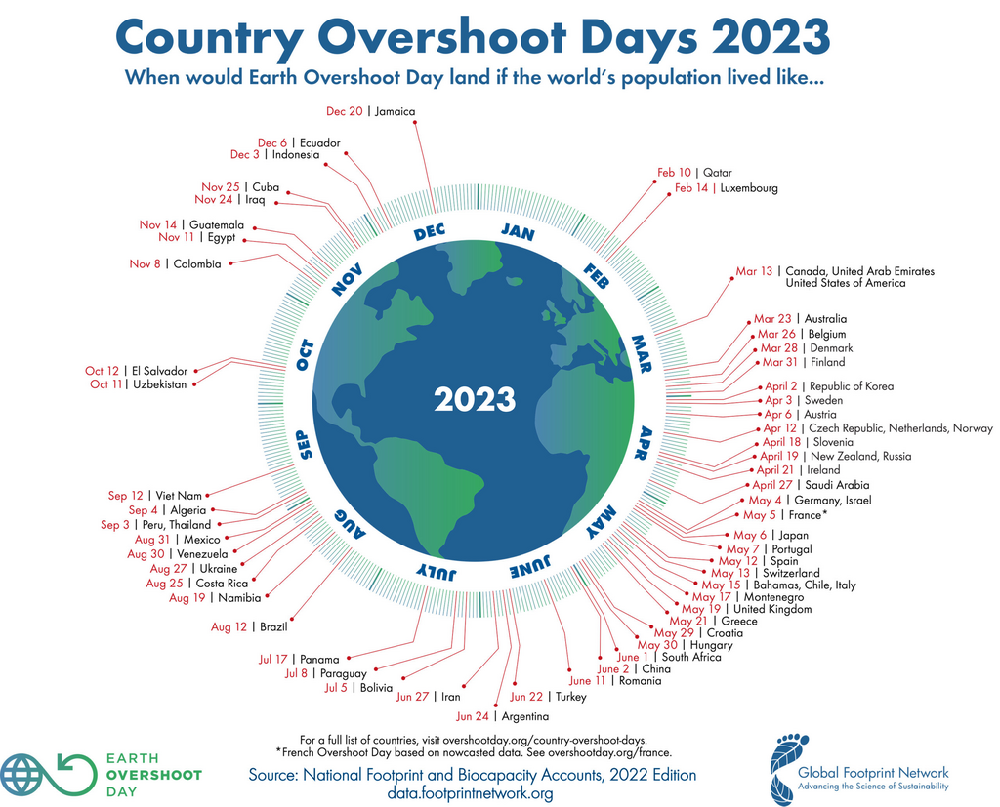 Country Overshoot Days 2023
When would Earth Overshoot Day land if the world's population lived like...
Dec 20 | Jamaica
Dec 6 | Ecuador
Dec 3 | Indonesia
Nov 25 | Cuba
Nov 24 | Iraq
Nov 14 | Guatemala
Nov 11 | Egypt
Nov 8 | Colombia
Oct 12 | El Salvador
Oct 11 | Uzbekistan
Sep 12 | Viet Nam
Sep 4 | Algeria
Sep 3 | Peru, Thailand
Aug 31 | Mexico
Aug 30 | Venezuela
Aug 27 | Ukraine
Aug 25 | Costa Rica
Aug 19 | Namibia
Aug 12 | Brazil
Jul 17 | Panama
Jul 8 | Paraguay
Jul 5 | Bolivia
Jun 27 | Iran
Jun 24 | Argentina
Jun 22 | Turkey
Feb 10 | Qatar
Feb 14 | Luxembourg
Mar 13 | Canada, United Arab Emirates
United States of America
Mar 23 | Australia
Mar 26 | Belgium
Mar 28 | Denmark
Mar 31 | Finland
April 2 | Republic of Korea
Apr 3 | Sweden
Apr 6 | Austria
Apr 12 | Czech Republic, Netherlands, Norway
April 18 | Slovenia
April 19 | New Zealand, Russia
April 21 | Ireland
April 27 | Saudi Arabia
May 4 | Germany, Israel
May 5 | France*
May 6 | Japan
May 7 | Portugal
May 12 | Spain
May 13 | Switzerland
May 15 | Bahamas, Chile, Italy
May 17 | Montenegro
May 19 | United Kingdom
May 21 | Greece
May 29 | Croatia
May 30 | Hungary
June 1 | South Africa
June 2 | China
June 11 | Romania
JAN
FEB
MAR
APR
MAY
JUNE
JULY
AUG
SEP
OCT
NOV
DEC
2023
For a full list of countries, visit overshootday.org/country-overshoot-days.
*French Overshoot Day based on nowcasted data. See overshootday.org/france.
Source: National Footprint and Biocapacity Accounts, 2022 Edition
data.footprintnetwork.org
EARTH
OVERSHOOT
DAY
Global Footprint Network
Advancing the Science of Sustainability